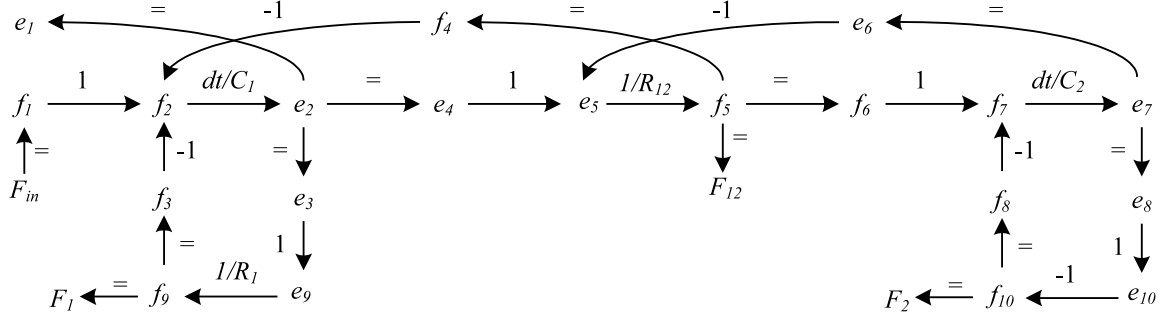 e1 = -1 f4 = -1 e6 =
f1 1 f2 dt/C1 e2 = e4 1 e5 1/R12 f5 = f6 1 f7 dt/C2 e7
= -1 = = -1 =
Fin f3 e3 F12 f8 e8
= 1 = 1
F1 = f9 1/R1 e9 F2 = f10 -1 e10